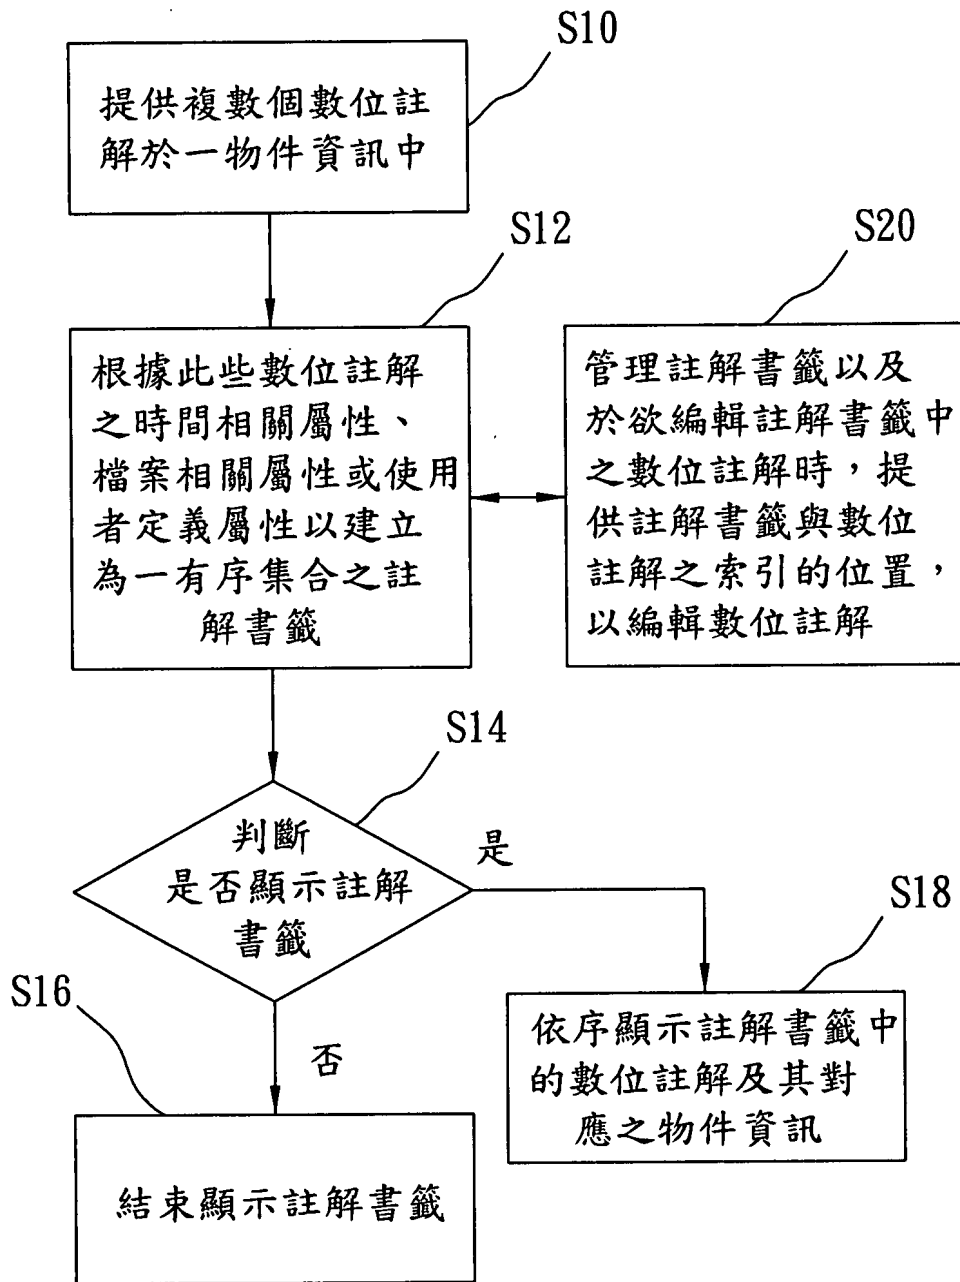 S10
提供複數個數位註
解於一物件資訊中
S12
根據此些數位註解
之時間相關屬性、
檔案相關屬性或使用
者定義屬性以建立
為一有序集合之註
解書籤
S20
管理註解書籤以及
於欲編輯註解書籤中
之數位註解時，提
供註解書籤與數位
註解之索引的位置，
以編輯數位註解
S14
判斷
是否顯示註解
書籤
是
S18
依序顯示註解書籤中
的數位註解及其對
應之物件資訊
S16
否
結束顯示註解書籤